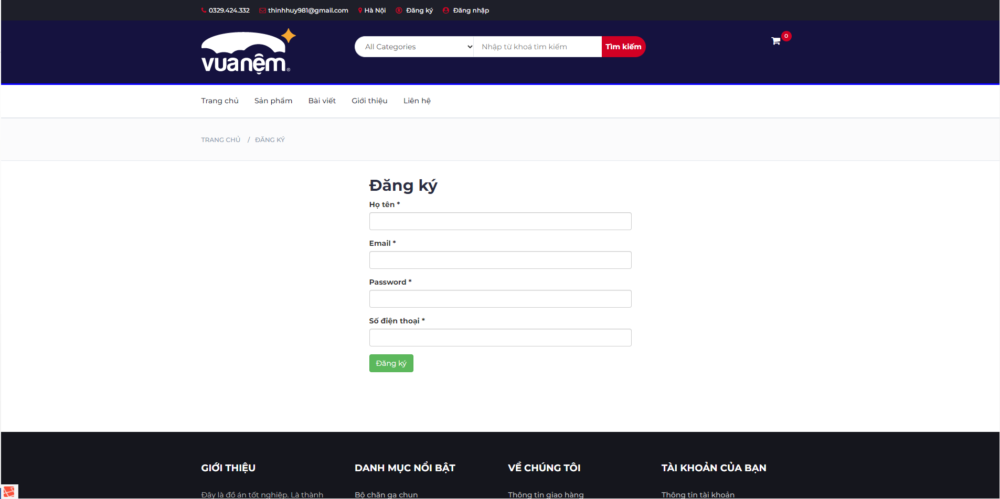 0329.424.332 thinhhuy981@gmail.com Hà Nội Đăng ký Đăng nhập
vuanệm®
All Categories Nhập từ khoá tìm kiếm Tìm kiếm
0
Trang chủ Sản phẩm Bài viết Giới thiệu Liên hệ
TRANG CHỦ / ĐĂNG KÝ
Đăng ký
Họ tên *
Email *
Password *
Số điện thoại *
Đăng ký
GIỚI THIỆU DANH MỤC NỔI BẬT VỀ CHÚNG TÔI TÀI KHOẢN CỦA BẠN
Đây là đồ án tốt nghiệp. Là thành Bộ chăn ga chun Thông tin giao hàng Thông tin tài khoản